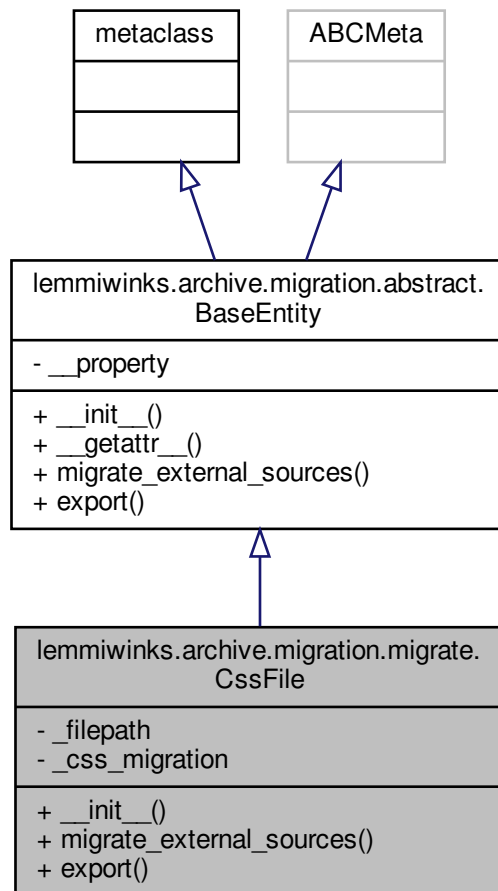 metaclass
ABCMeta
lemmiwinks.archive.migration.abstract.
BaseEntity
- __property
+ __init__()
+ __getattr__()
+ migrate_external_sources()
+ export()
lemmiwinks.archive.migration.migrate.
CssFile
- _filepath
- _css_migration
+ __init__()
+ migrate_external_sources()
+ export()